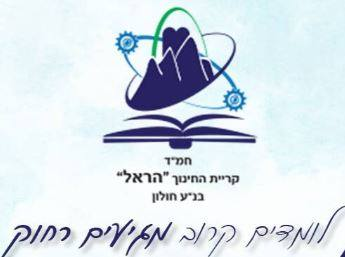 חמ"ד
קריית החינוך "הראל"
בנ"ע חולון
לומדים קרוב מגיעים רחוק